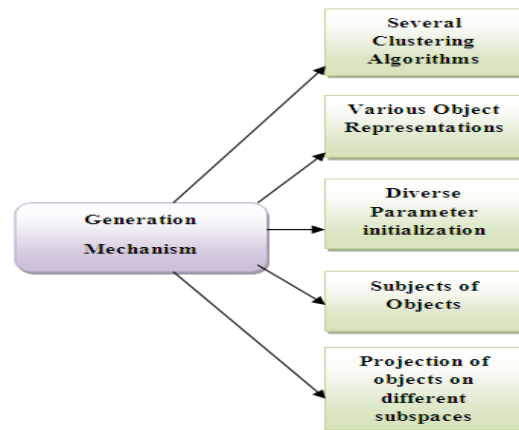 Several
Clustering
Algorithms
Various Object
Representations
Generation
Mechanism
Diverse
Parameter
initialization
Subjects of
Objects
Projection of
objects on
different
subspaces